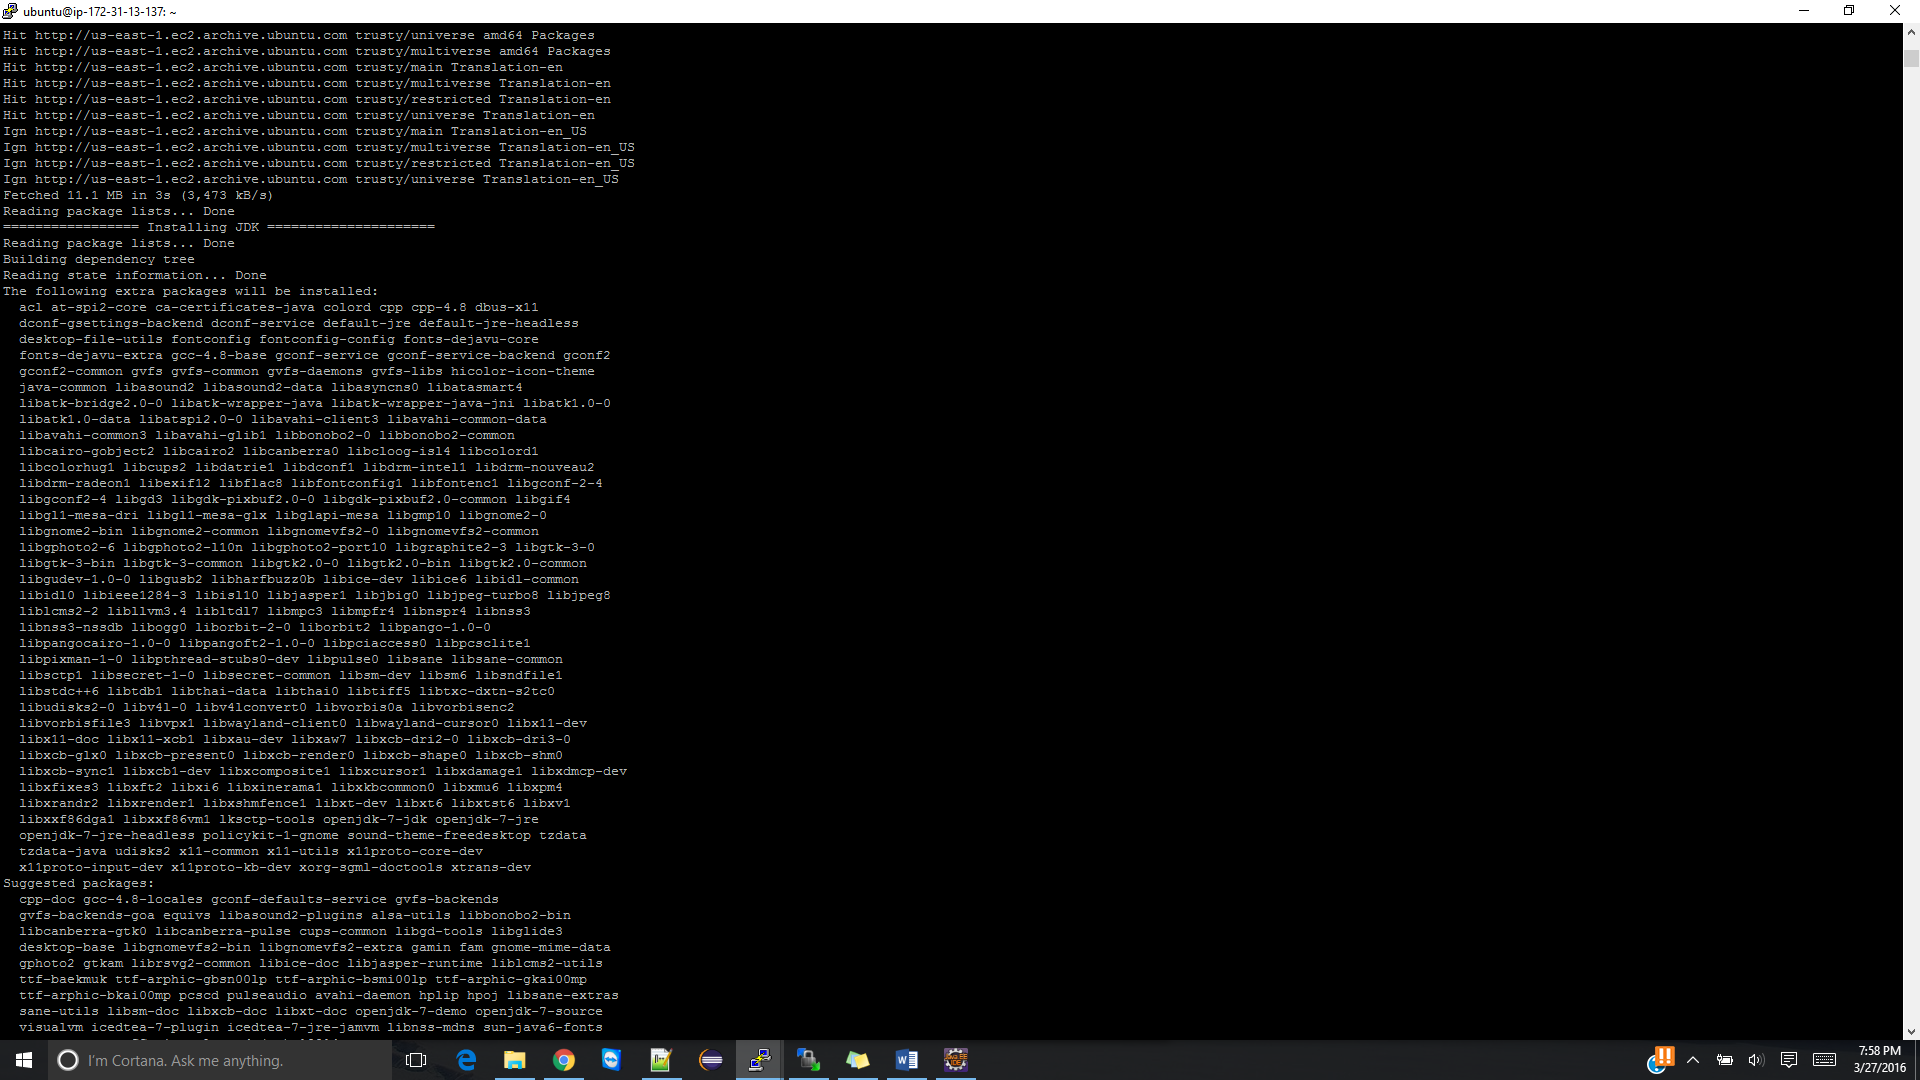 ubuntu@ip-172-31-13-137: ~
Hit http://us-east-1.ec2.archive.ubuntu.com trusty/universe amd64 Packages
Hit http://us-east-1.ec2.archive.ubuntu.com trusty/multiverse amd64 Packages
Hit http://us-east-1.ec2.archive.ubuntu.com trusty/main Translation-en
Hit http://us-east-1.ec2.archive.ubuntu.com trusty/multiverse Translation-en
Hit http://us-east-1.ec2.archive.ubuntu.com trusty/restricted Translation-en
Hit http://us-east-1.ec2.archive.ubuntu.com trusty/universe Translation-en
Ign http://us-east-1.ec2.archive.ubuntu.com trusty/main Translation-en_US
Ign http://us-east-1.ec2.archive.ubuntu.com trusty/multiverse Translation-en_US
Ign http://us-east-1.ec2.archive.ubuntu.com trusty/restricted Translation-en_US
Ign http://us-east-1.ec2.archive.ubuntu.com trusty/universe Translation-en_US
Fetched 11.1 MB in 3s (3,473 kB/s)
Reading package lists... Done
================= Installing JDK =====================
Reading package lists... Done
Building dependency tree
Reading state information... Done
The following extra packages will be installed:
acl at-spi2-core ca-certificates-java colord cpp cpp-4.8 dbus-x11
dconf-gsettings-backend dconf-service default-jre default-jre-headless
desktop-file-utils fontconfig fontconfig-config fonts-dejavu-core
fonts-dejavu-extra gcc-4.8-base gconf-service gconf-service-backend gconf2
gconf2-common gvfs gvfs-common gvfs-daemons gvfs-libs hicolor-icon-theme
java-common libasound2 libasound2-data libasyncns0 libatasmart4
libatk-bridge2.0-0 libatk-wrapper-java libatk-wrapper-java-jni libatk1.0-0
libatk1.0-data libatspi2.0-0 libavahi-client3 libavahi-common-data
libavahi-common3 libavahi-glib1 libbonobo2-0 libbonobo2-common
libcairo-gobject2 libcairo2 libcanberra0 libcloog-isl4 libcolord1
libcolorhug1 libcups2 libdatrie1 libdconf1 libdrm-intel1 libdrm-nouveau2
libdrm-radeon1 libexif12 libflac8 libfontconfig1 libfontenc1 libgconf-2-4
libgconf2-4 libgd3 libgdk-pixbuf2.0-0 libgdk-pixbuf2.0-common libgif4
libgl1-mesa-dri libgl1-mesa-glx libglapi-mesa libgmp10 libgnome2-0
libgnome2-bin libgnome2-common libgnomevfs2-0 libgnomevfs2-common
libgphoto2-6 libgphoto2-l10n libgphoto2-port10 libgraphite2-3 libgtk-3-0
libgtk-3-bin libgtk-3-common libgtk2.0-0 libgtk2.0-bin libgtk2.0-common
libgudev-1.0-0 libgusb2 libharfbuzz0b libice-dev libice6 libidl-common
libidl0 libieee1284-3 libisl10 libjasper1 libjbig0 libjpeg-turbo8 libjpeg8
liblcms2-2 libllvm3.4 libltdl7 libmpc3 libmpfr4 libnspr4 libnss3
libnss3-nssdb libogg0 liborbit-2-0 liborbit2 libpango-1.0-0
libpangocairo-1.0-0 libpangoft2-1.0-0 libpciaccess0 libpcsclite1
libpixman-1-0 libpthread-stubs0-dev libpulse0 libsane libsane-common
libsctp1 libsecret-1-0 libsecret-common libsm-dev libsm6 libsndfile1
libstdc++6 libtdb1 libthai-data libthai0 libtiff5 libtxc-dxtn-s2tc0
libudisks2-0 libv4l-0 libv4lconvert0 libvorbis0a libvorbisenc2
libvorbisfile3 libvpx1 libwayland-client0 libwayland-cursor0 libx11-dev
libx11-doc libx11-xcb1 libxau-dev libxaw7 libxcb-dri2-0 libxcb-dri3-0
libxcb-glx0 libxcb-present0 libxcb-render0 libxcb-shape0 libxcb-shm0
libxcb-sync1 libxcb1-dev libxcomposite1 libxcursor1 libxdamage1 libxdmcp-dev
libxfixes3 libxft2 libxi6 libxinerama1 libxkbcommon0 libxmu6 libxpm4
libxrandr2 libxrender1 libxshmfence1 libxt-dev libxt6 libxtst6 libxv1
libxxf86dga1 libxxf86vm1 lksctp-tools openjdk-7-jdk openjdk-7-jre
openjdk-7-jre-headless policykit-1-gnome sound-theme-freedesktop tzdata
tzdata-java udisks2 x11-common x11-utils x11proto-core-dev
x11proto-input-dev x11proto-kb-dev xorg-sgml-doctools xtrans-dev
Suggested packages:
cpp-doc gcc-4.8-locales gconf-defaults-service gvfs-backends
gvfs-backends-goa equivs libasound2-plugins alsa-utils libbonobo2-bin
libcanberra-gtk0 libcanberra-pulse cups-common libgd-tools libglide3
desktop-base libgnomevfs2-bin libgnomevfs2-extra gamin fam gnome-mime-data
gphoto2 gtkam librsvg2-common libice-doc libjasper-runtime liblcms2-utils
ttf-baekmuk ttf-arphic-gbsn00lp ttf-arphic-bsmi00lp ttf-arphic-gkai00mp
ttf-arphic-bkai00mp pcscd pulseaudio avahi-daemon hplip hpoj libsane-extras
sane-utils libsm-doc libxcb-doc libxt-doc openjdk-7-demo openjdk-7-source
visualvm icedtea-7-plugin icedtea-7-jre-jamvm libnss-mdns sun-java6-fonts
I'm Cortana. Ask me anything.
7:58 PM
3/27/2016